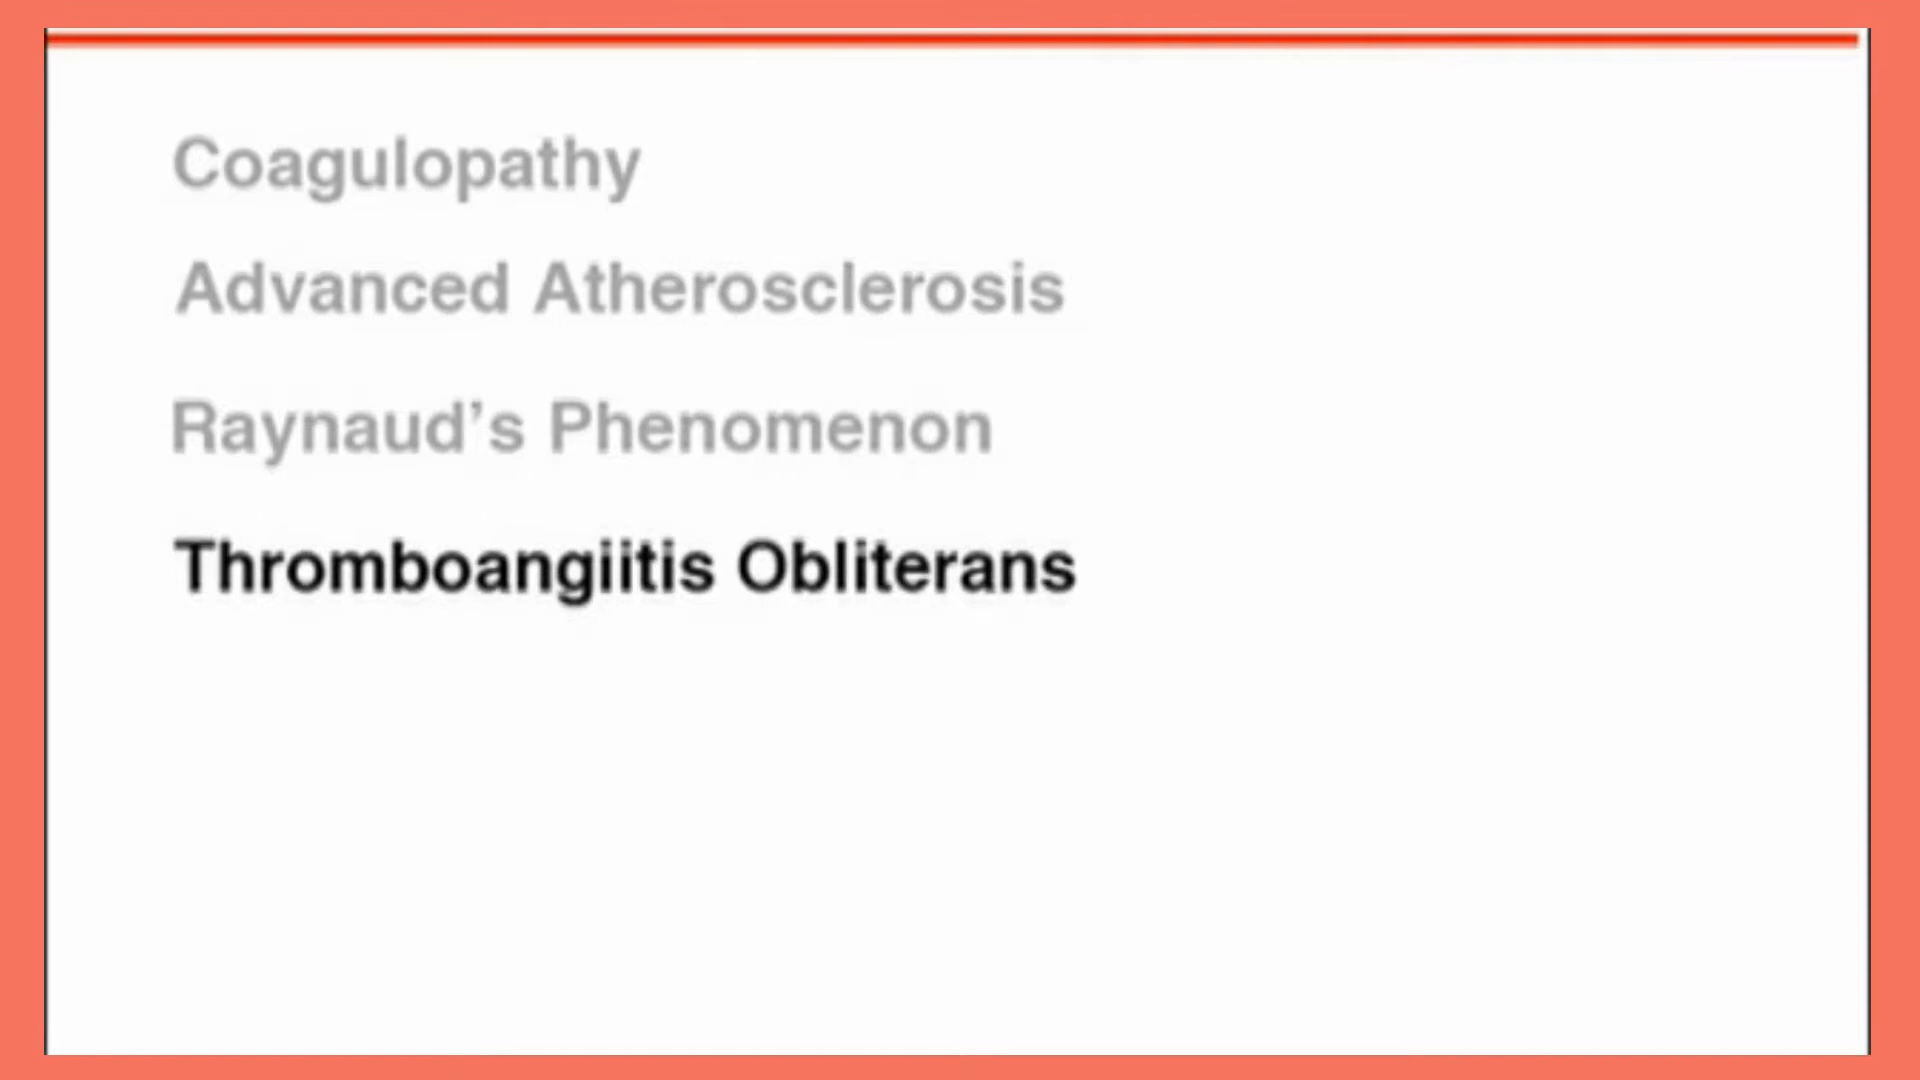 Coagulopathy
Advanced Atherosclerosis
Raynaud’s Phenomenon
Thromboangiitis Obliterans